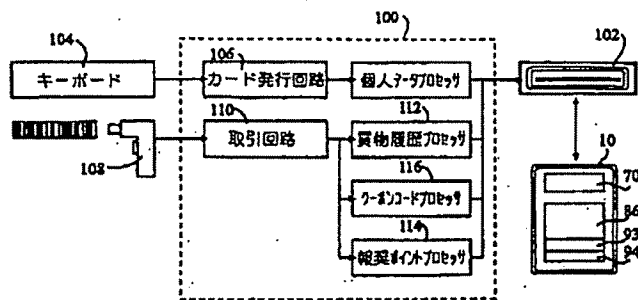 100
104
106
102
キーボード
カード発行回路
個人データプロセッサ
110
112
取引回路
買物履歴プロセッサ
108
10
116
70
クーポンコードプロセッサ
86
114
93
報奨ポイントプロセッサ
94